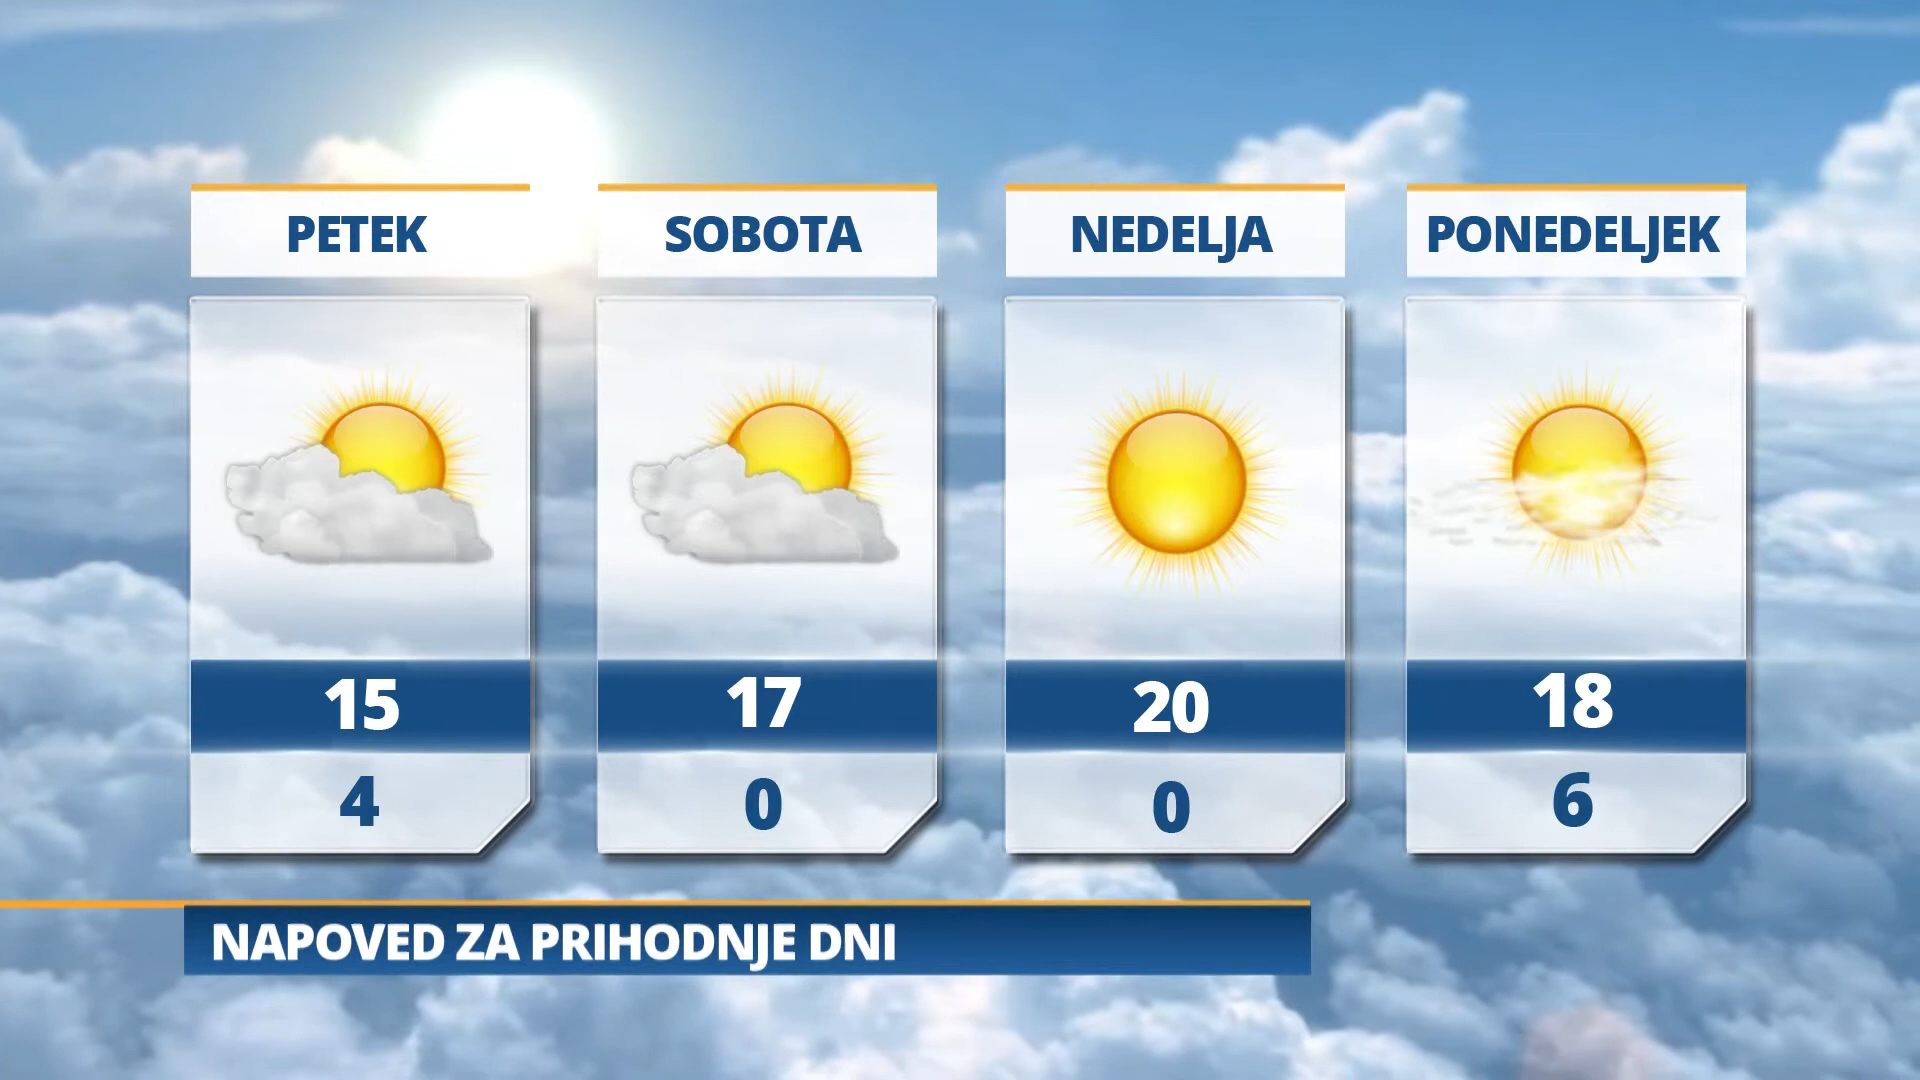 PETEK SOBOTA NEDELJA PONEDELJEK
15 17 20 18
4 0 0 6
NAPOVED ZA PRIHODNJE DNI